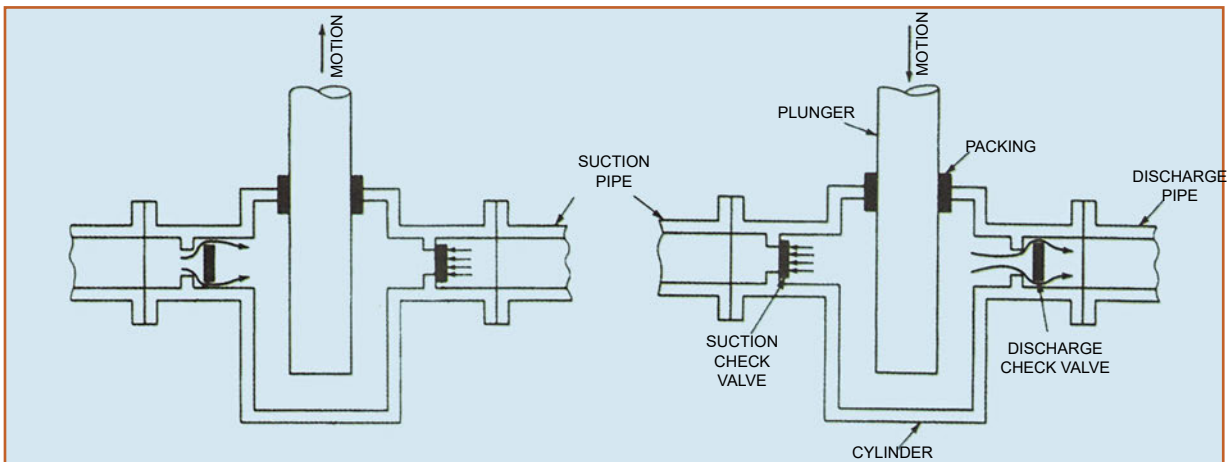 MOTION
MOTION
PLUNGER
PACKING
SUCTION
PIPE
DISCHARGE
PIPE
SUCTION
CHECK
VALVE
DISCHARGE
CHECK VALVE
CYLINDER